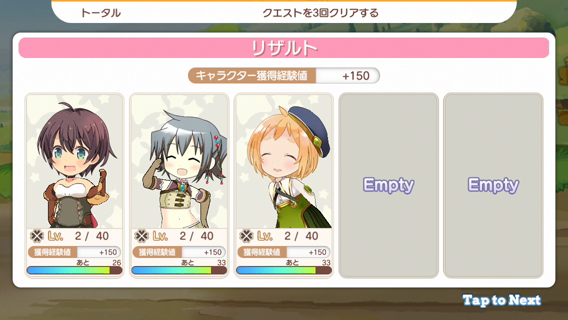 トータル
クエストを3回クリアする
リザルト
キャラクター獲得経験値 +150
Lv. 2 / 40
獲得経験値 +150
あと 26
Lv. 2 / 40
獲得経験値 +150
あと 33
Lv. 2 / 40
獲得経験値 +150
あと 33
Empty
Empty
Tap to Next